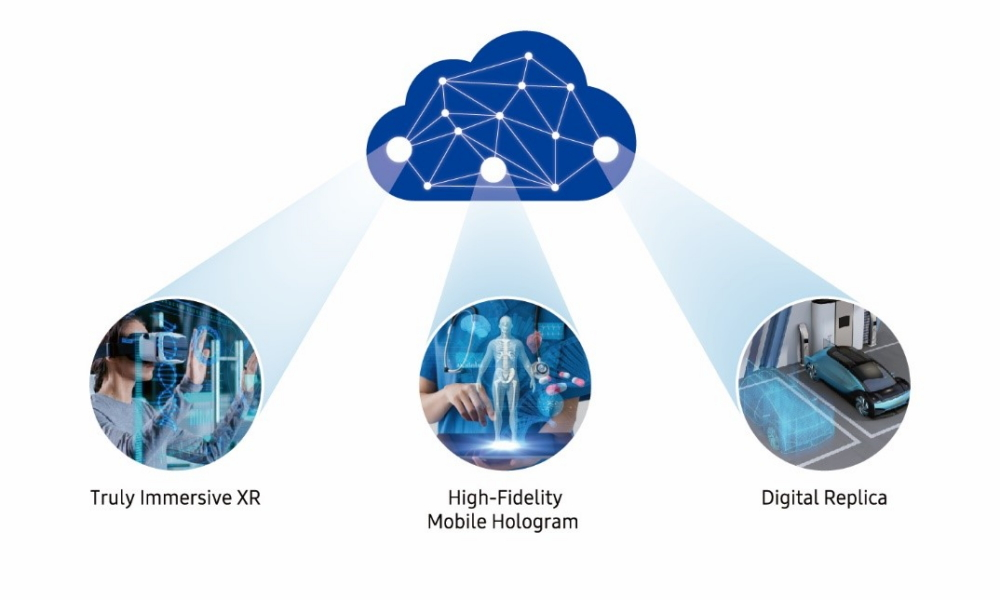 Truly Immersive XR
High-Fidelity
Mobile Hologram
Digital Replica